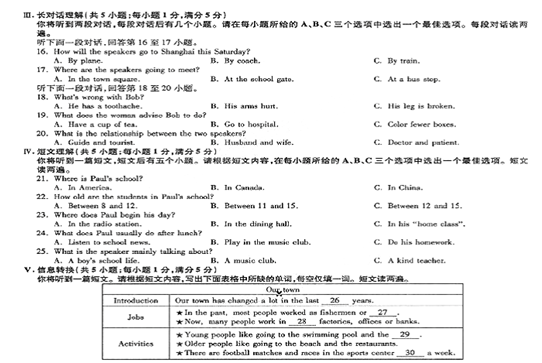 Ⅲ. 长对话理解(共 5 小题;每小题 1 分,满分 5 分)
你将听到两段对话,每段对话后有几个小题。请在每小题所给的 A、B、C 三个选项中选出一个最佳选项。每段对话读两
遍。
听下面一段对话,回答第 16 至 17 小题。
16. How will the speakers go to Shanghai this Saturday?
A. By plane. B. By coach. C. By train.
17. Where are the speakers going to meet?
A. In the town square. B. At the school gate. C. At a bus stop.
听下面一段对话,回答第 18 至 20 小题。
18. What's wrong with Bob?
A. He has a toothache. B. His arms hurt. C. His leg is broken.
19. What does the woman advise Bob to do?
A. Have a cup of tea. B. Go to hospital. C. Color fewer boxes.
20. What is the relationship between the two speakers?
A. Guide and tourist. B. Husband and wife. C. Doctor and patient.
Ⅳ. 短文理解(共 5 小题;每小题 1 分,满分 5 分)
你将听到一篇短文,短文后有五个小题。请根据短文内容,在每小题所给的 A、B、C 三个选项中选出一个最佳选项。短文
读两遍。
21. Where is Paul's school?
A. In America. B. In Canada. C. In China.
22. How old are the students in Paul's school?
A. Between 8 and 12. B. Between 11 and 15. C. Between 12 and 15.
23. Where does Paul begin his day?
A. In the radio station. B. In the dining hall. C. In his "home class".
24. What does Paul usually do after lunch?
A. Listen to school news. B. Play in the music club. C. Do his homework.
25. What is the speaker mainly talking about?
A. A boy's school life. B. A music club. C. A kind teacher.
Ⅴ. 信息转换(共 5 小题;每小题 1 分,满分 5 分)
你将听到一篇短文。请根据短文内容,写出下面表格中所缺的单词,每空仅填一词。短文读两遍。
Our town
Introduction Our town has changed a lot in the last 26 years.
Jobs ★ In the past, most people worked as fishermen or 27 .
★ Now, many people work in 28 factories, offices or banks.
Activities ★ Young people like going to the swimming pool and the 29 .
★ Older people like going to the beach and the restaurants.
★ There are football matches and races in the sports center 30 a week.